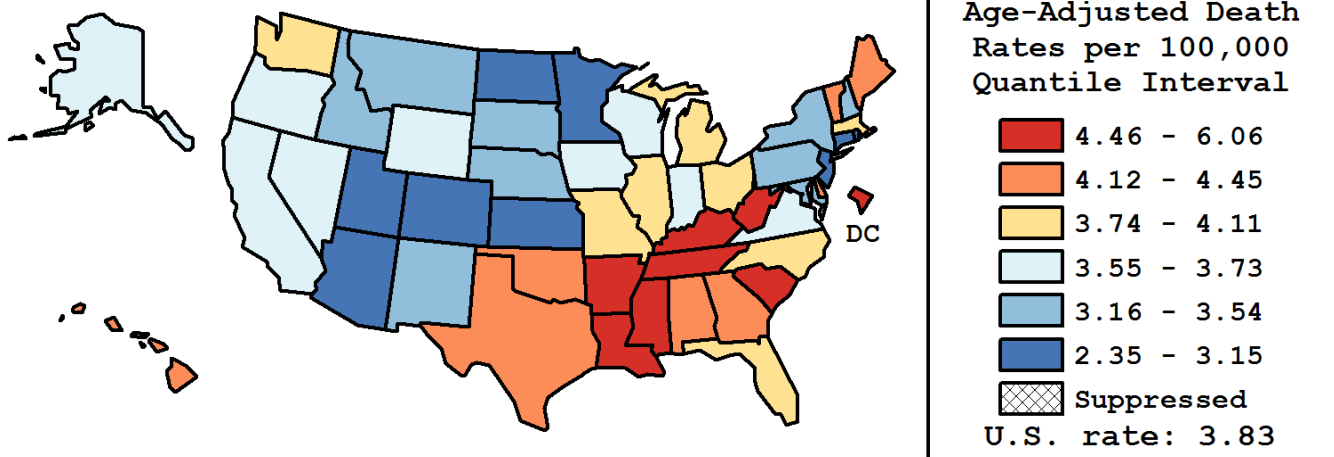 DC
Age-Adjusted Death
Rates per 100,000
Quantile Interval
4.46 - 6.06
4.12 - 4.45
3.74 - 4.11
3.55 - 3.73
3.16 - 3.54
2.35 - 3.15
Suppressed
U.S. rate: 3.83